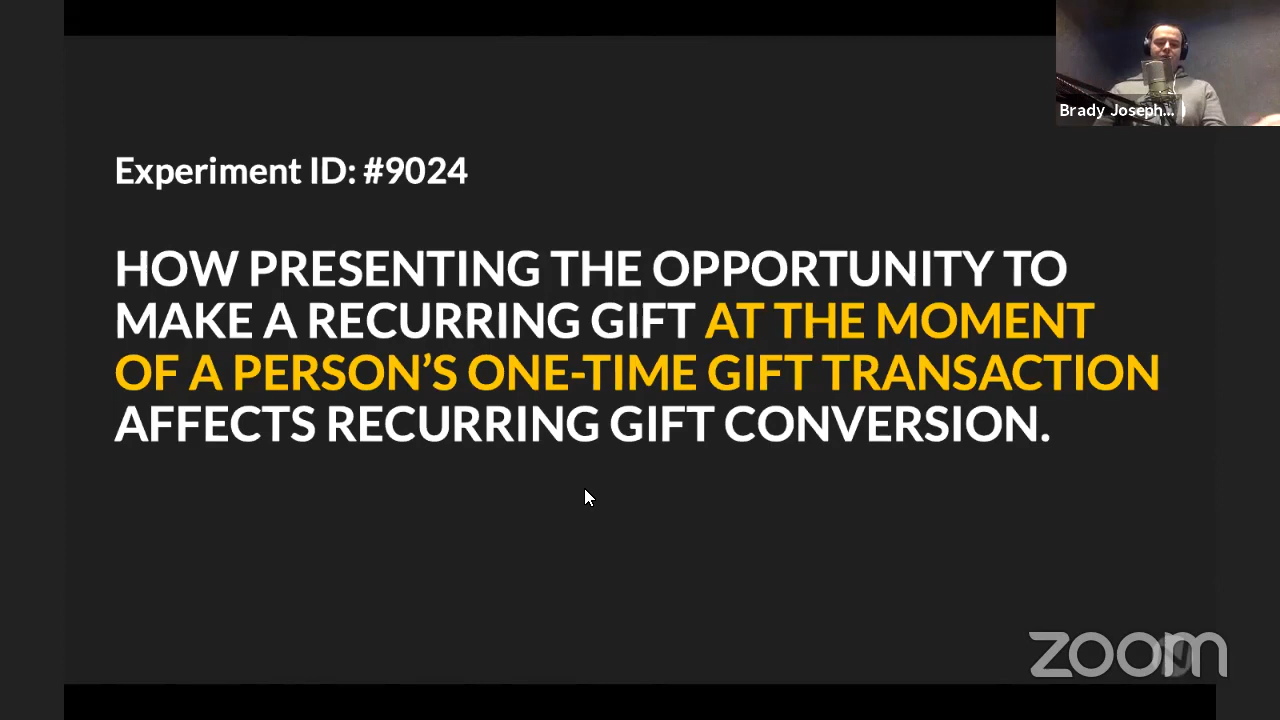 Brady Joseph...
Experiment ID: #9024
HOW PRESENTING THE OPPORTUNITY TO
MAKE A RECURRING GIFT AT THE MOMENT
OF A PERSON’S ONE-TIME GIFT TRANSACTION
AFFECTS RECURRING GIFT CONVERSION.
zoom